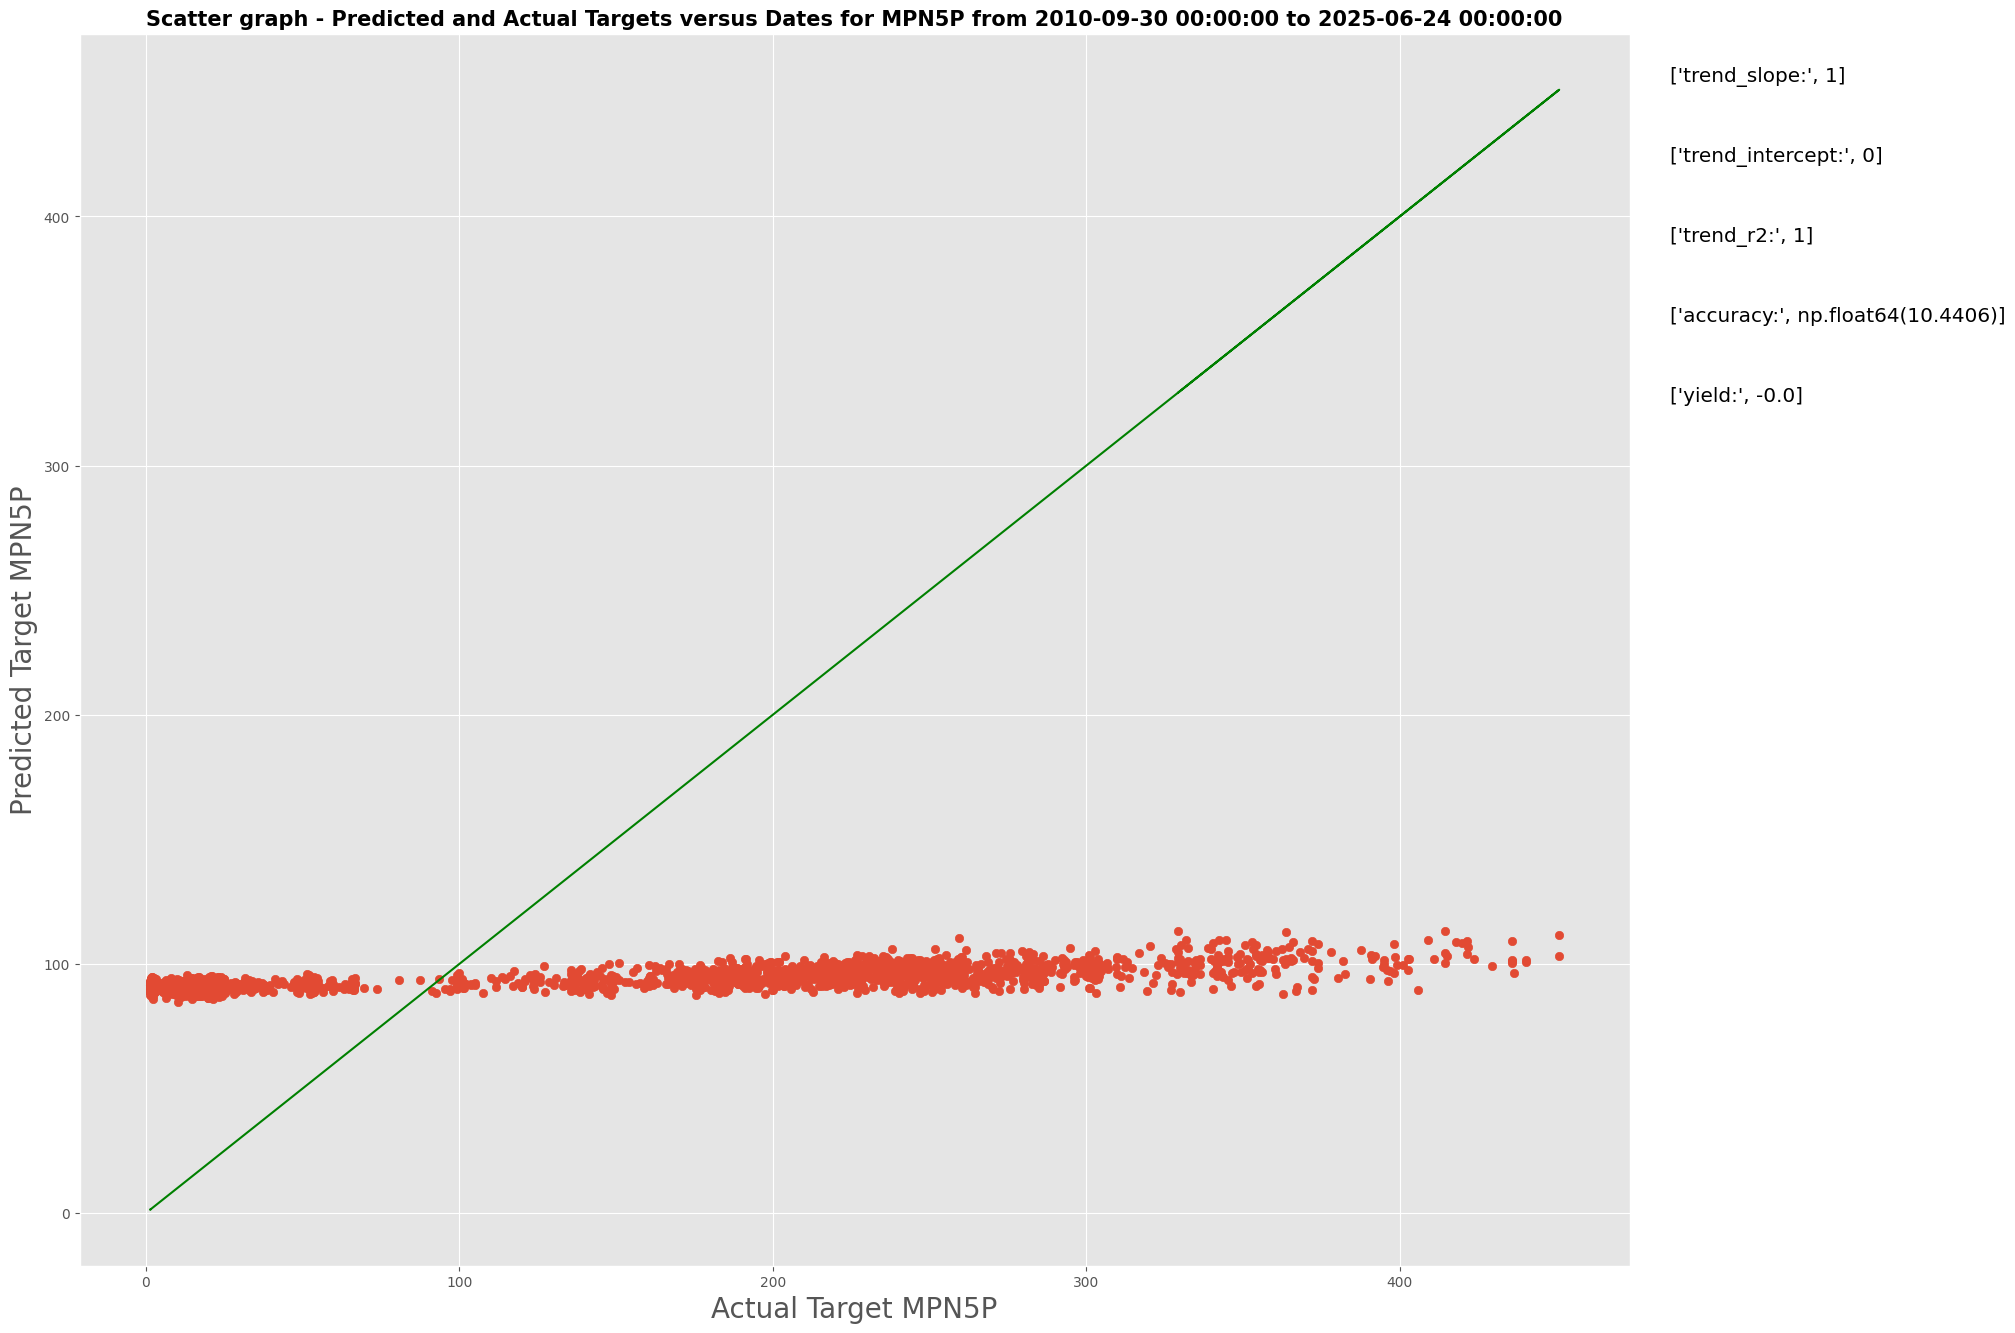 Scatter graph - Predicted and Actual Targets versus Dates for MPN5P from 2010-09-30 00:00:00 to 2025-06-24 00:00:00
['trend_slope:', 1]
['trend_intercept:', 0]
['trend_r2:', 1]
['accuracy:', np.float64(10.4406)]
['yield:', -0.0]
Predicted Target MPN5P
400
300
200
100
0
0 100 200 300 400
Actual Target MPN5P